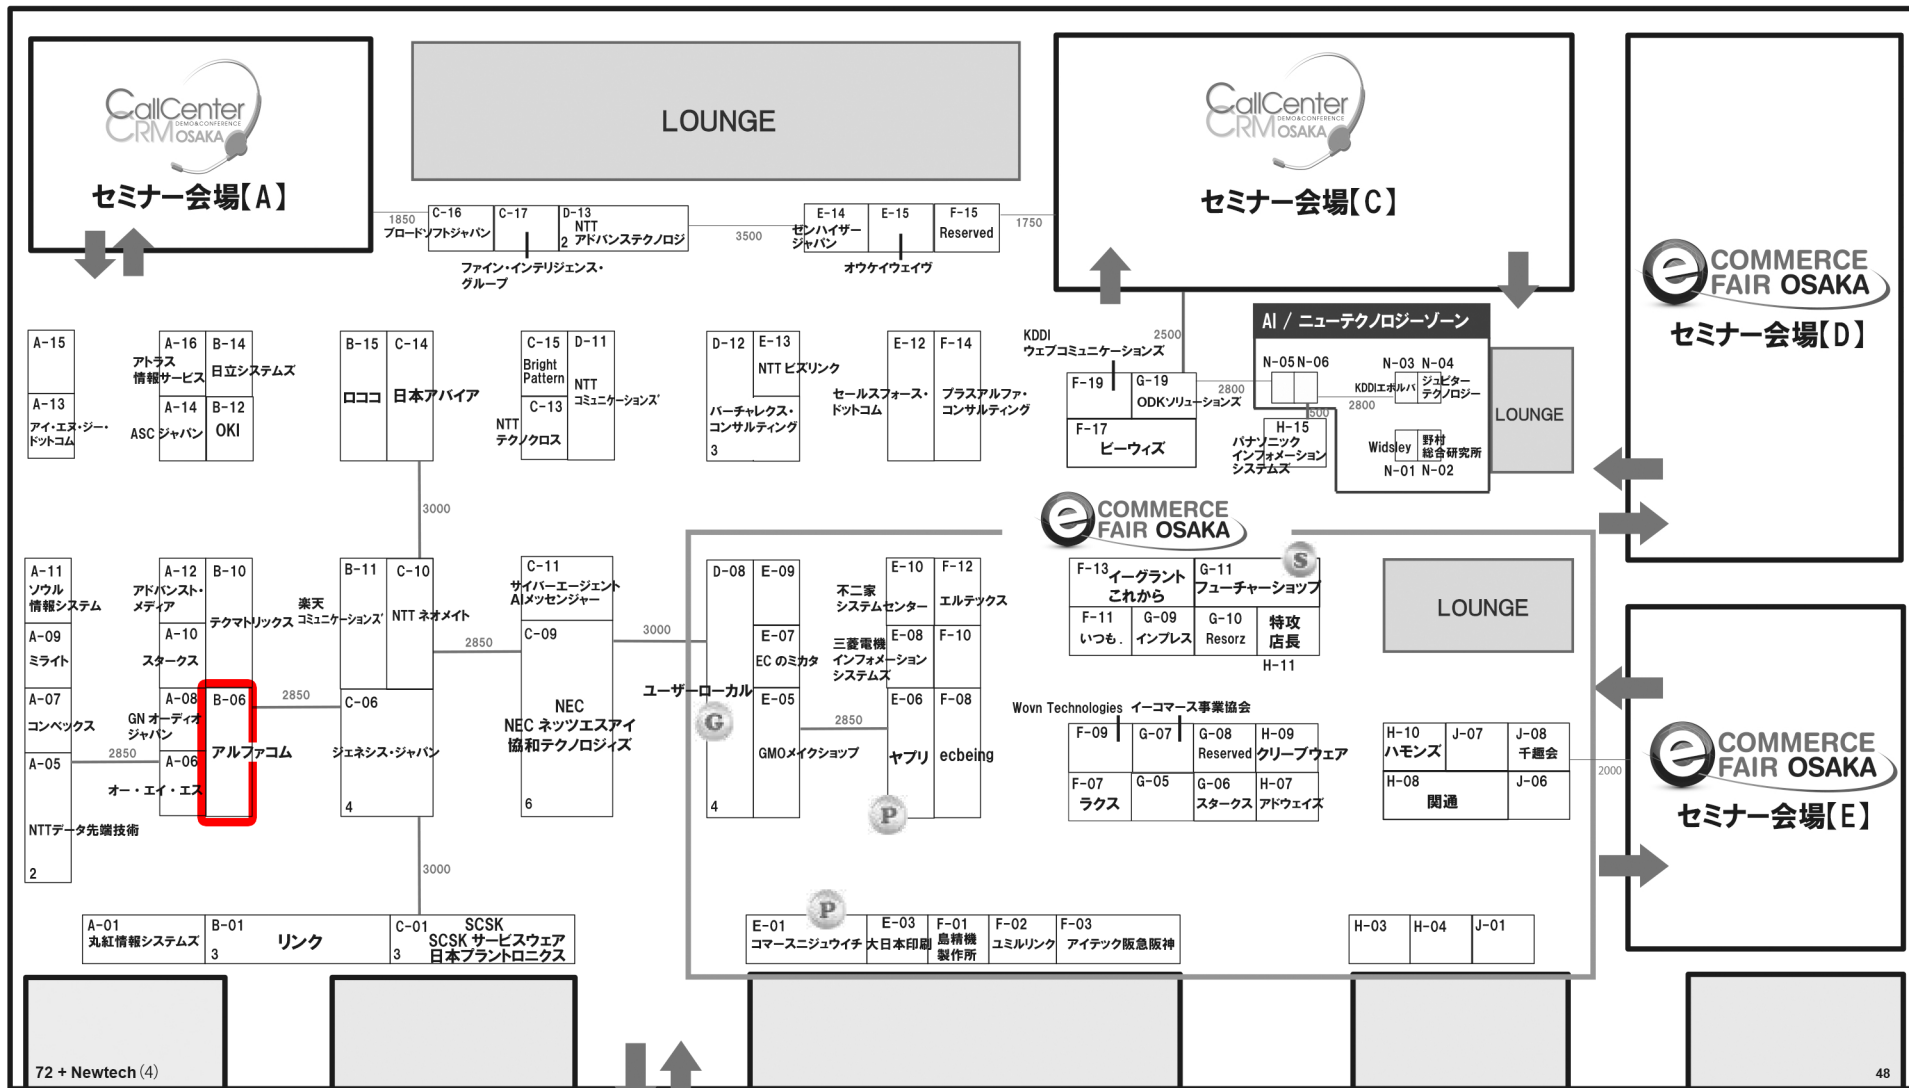 CallCenter
DEMO&CONFERENCE
CRM OSAKA
セミナー会場【A】
LOUNGE
CallCenter
DEMO&CONFERENCE
CRM OSAKA
セミナー会場【C】
e COMMERCE
FAIR OSAKA
セミナー会場【D】
1850
C-16
ブロードソフトジャパン
C-17
ファイン・インテリジェンス・
グループ
D-13
NTT
2 アドバンステクノロジ
3500
E-14
センハイザー
ジャパン
E-15
オウケイウェイヴ
F-15
Reserved
1750
A-15
A-13
アイ・エヌ・ジー・
ドットコム
A-16
アトラス
情報サービス
B-14
日立システムズ
A-14
ASC ジャパン
B-12
OKI
B-15
ロココ
C-14
日本アバイア
C-15
Bright
Pattern
D-11
NTT
コミュニケーションズ
C-13
NTT
テクノクロス
D-12
バーチャレクス・
コンサルティング
3
E-13
NTT ビズリンク
E-12
セールスフォース・
ドットコム
F-14
プラスアルファ・
コンサルティング
KDDI
ウェブコミュニケーションズ
2500
F-19
G-19
ODKソリューションズ
F-17
ビーウィズ
2800
AI / ニューテクノロジーゾーン
N-05 N-06
N-03 N-04
KDDIエボルバ
ジュピター
テクノロジー
500
2800
H-15
パナソニック
インフォメーション
システムズ
Widsley
野村
総合研究所
N-01 N-02
LOUNGE
3000
e COMMERCE
FAIR OSAKA
A-11
ソウル
情報システム
A-09
ミライト
A-07
コンベックス
A-05
NTTデータ先端技術
2
2850
A-12
アドバンスト・
メディア
A-10
スタークス
A-08
GN オーディオ
ジャパン
A-06
オー・エイ・エス
B-10
テクマトリックス
B-06
アルファコム
2850
B-11
楽天
コミュニケーションズ
C-10
NTT ネオメイト
C-06
ジェネシス・ジャパン
4
2850
C-11
サイバーエージェント
AIメッセンジャー
C-09
NEC
NEC ネッツエスアイ
協和テクノロジィズ
6
3000
D-08
ユーザーローカル
G
4
E-09
E-07
EC のミカタ
E-05
GMOメイクショップ
2850
E-10
不二家
システムセンター
E-08
三菱電機
インフォメーション
システムズ
E-06
ヤプリ
P
F-12
エルテックス
F-10
F-08
ecbeing
F-13
イーグラント
これから
G-11
フューチャーショップ
S
F-11
いつも.
G-09
インプレス
G-10
Resorz
特攻
店長
H-11
LOUNGE
Wovn Technologies
イーコマース事業協会
F-09
G-07
G-08
Reserved
H-09
クリーブウェア
F-07
ラクス
G-05
G-06
スタークス
H-07
アドウェイズ
H-10
ハモンズ
J-07
J-08
千趣会
H-08
関通
J-06
2000
e COMMERCE
FAIR OSAKA
セミナー会場【E】
3000
A-01
丸紅情報システムズ
B-01
リンク
3
C-01
SCSK
SCSK サービスウェア
3 日本プラントロニクス
E-01
P
コマースニジュウイチ
E-03
大日本印刷
F-01
島精機
製作所
F-02
ユミルリンク
F-03
アイテック阪急阪神
H-03
H-04
J-01
72 + Newtech (4)
48